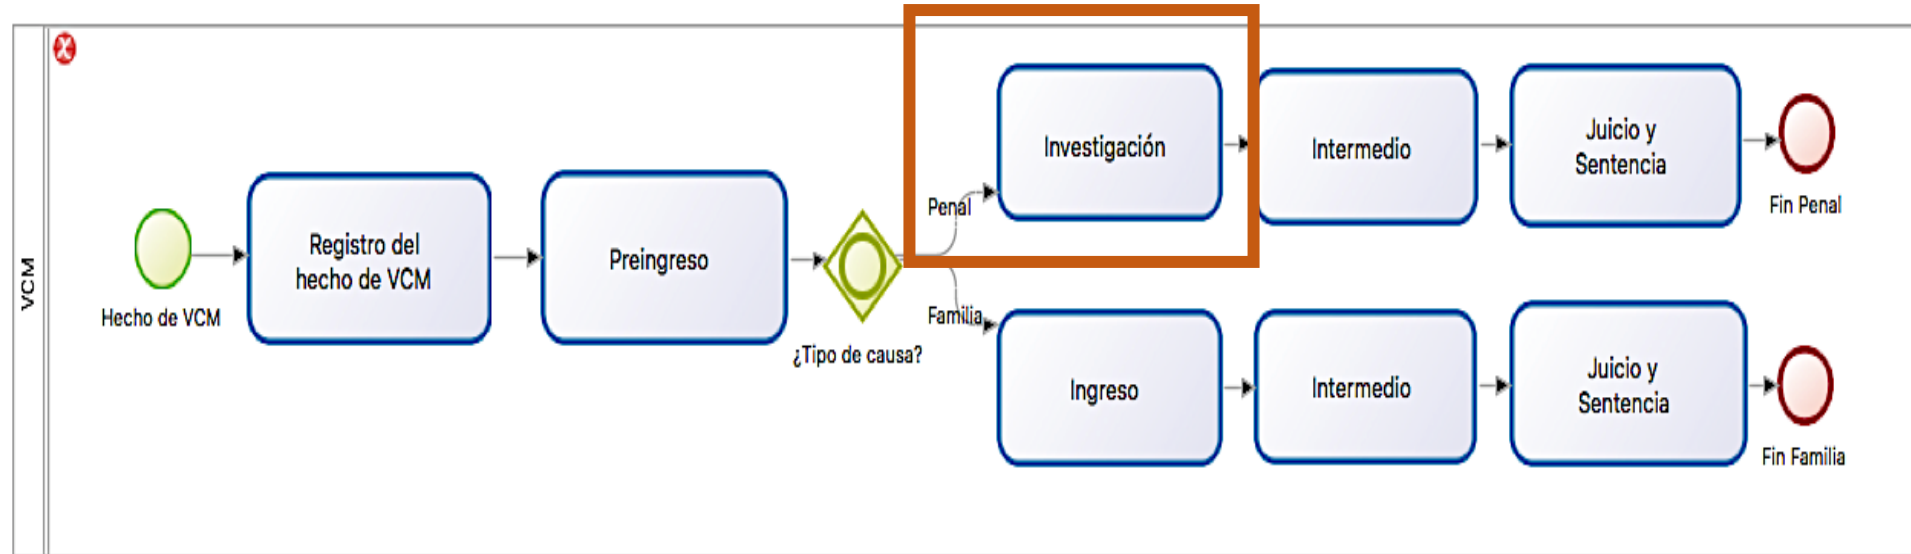 VCM
Hecho de VCM
Registro del
hecho de VCM
Preingreso
¿Tipo de causa?
Penal
Investigación
Intermedio
Juicio y
Sentencia
Fin Penal
Familia
Ingreso
Intermedio
Juicio y
Sentencia
Fin Familia